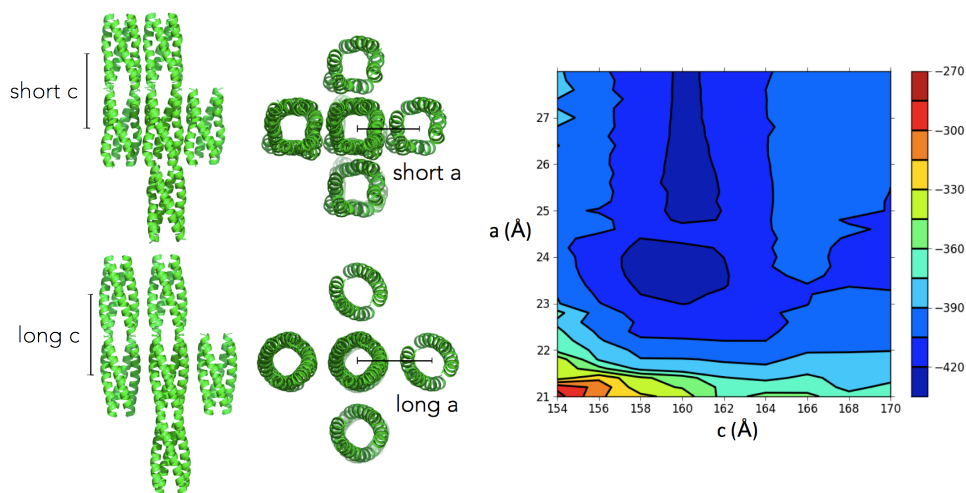 short c
short a
long c
long a
a (Å)
27
26
25
24
23
22
21
154 156 158 160 162 164 166 168 170
c (Å)
−270
−300
−330
−360
−390
−420